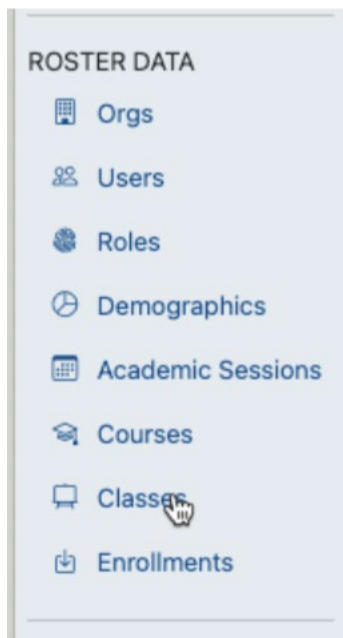 ROSTER DATA
Orgs
Users
Roles
Demographics
Academic Sessions
Courses
Classes
Enrollments